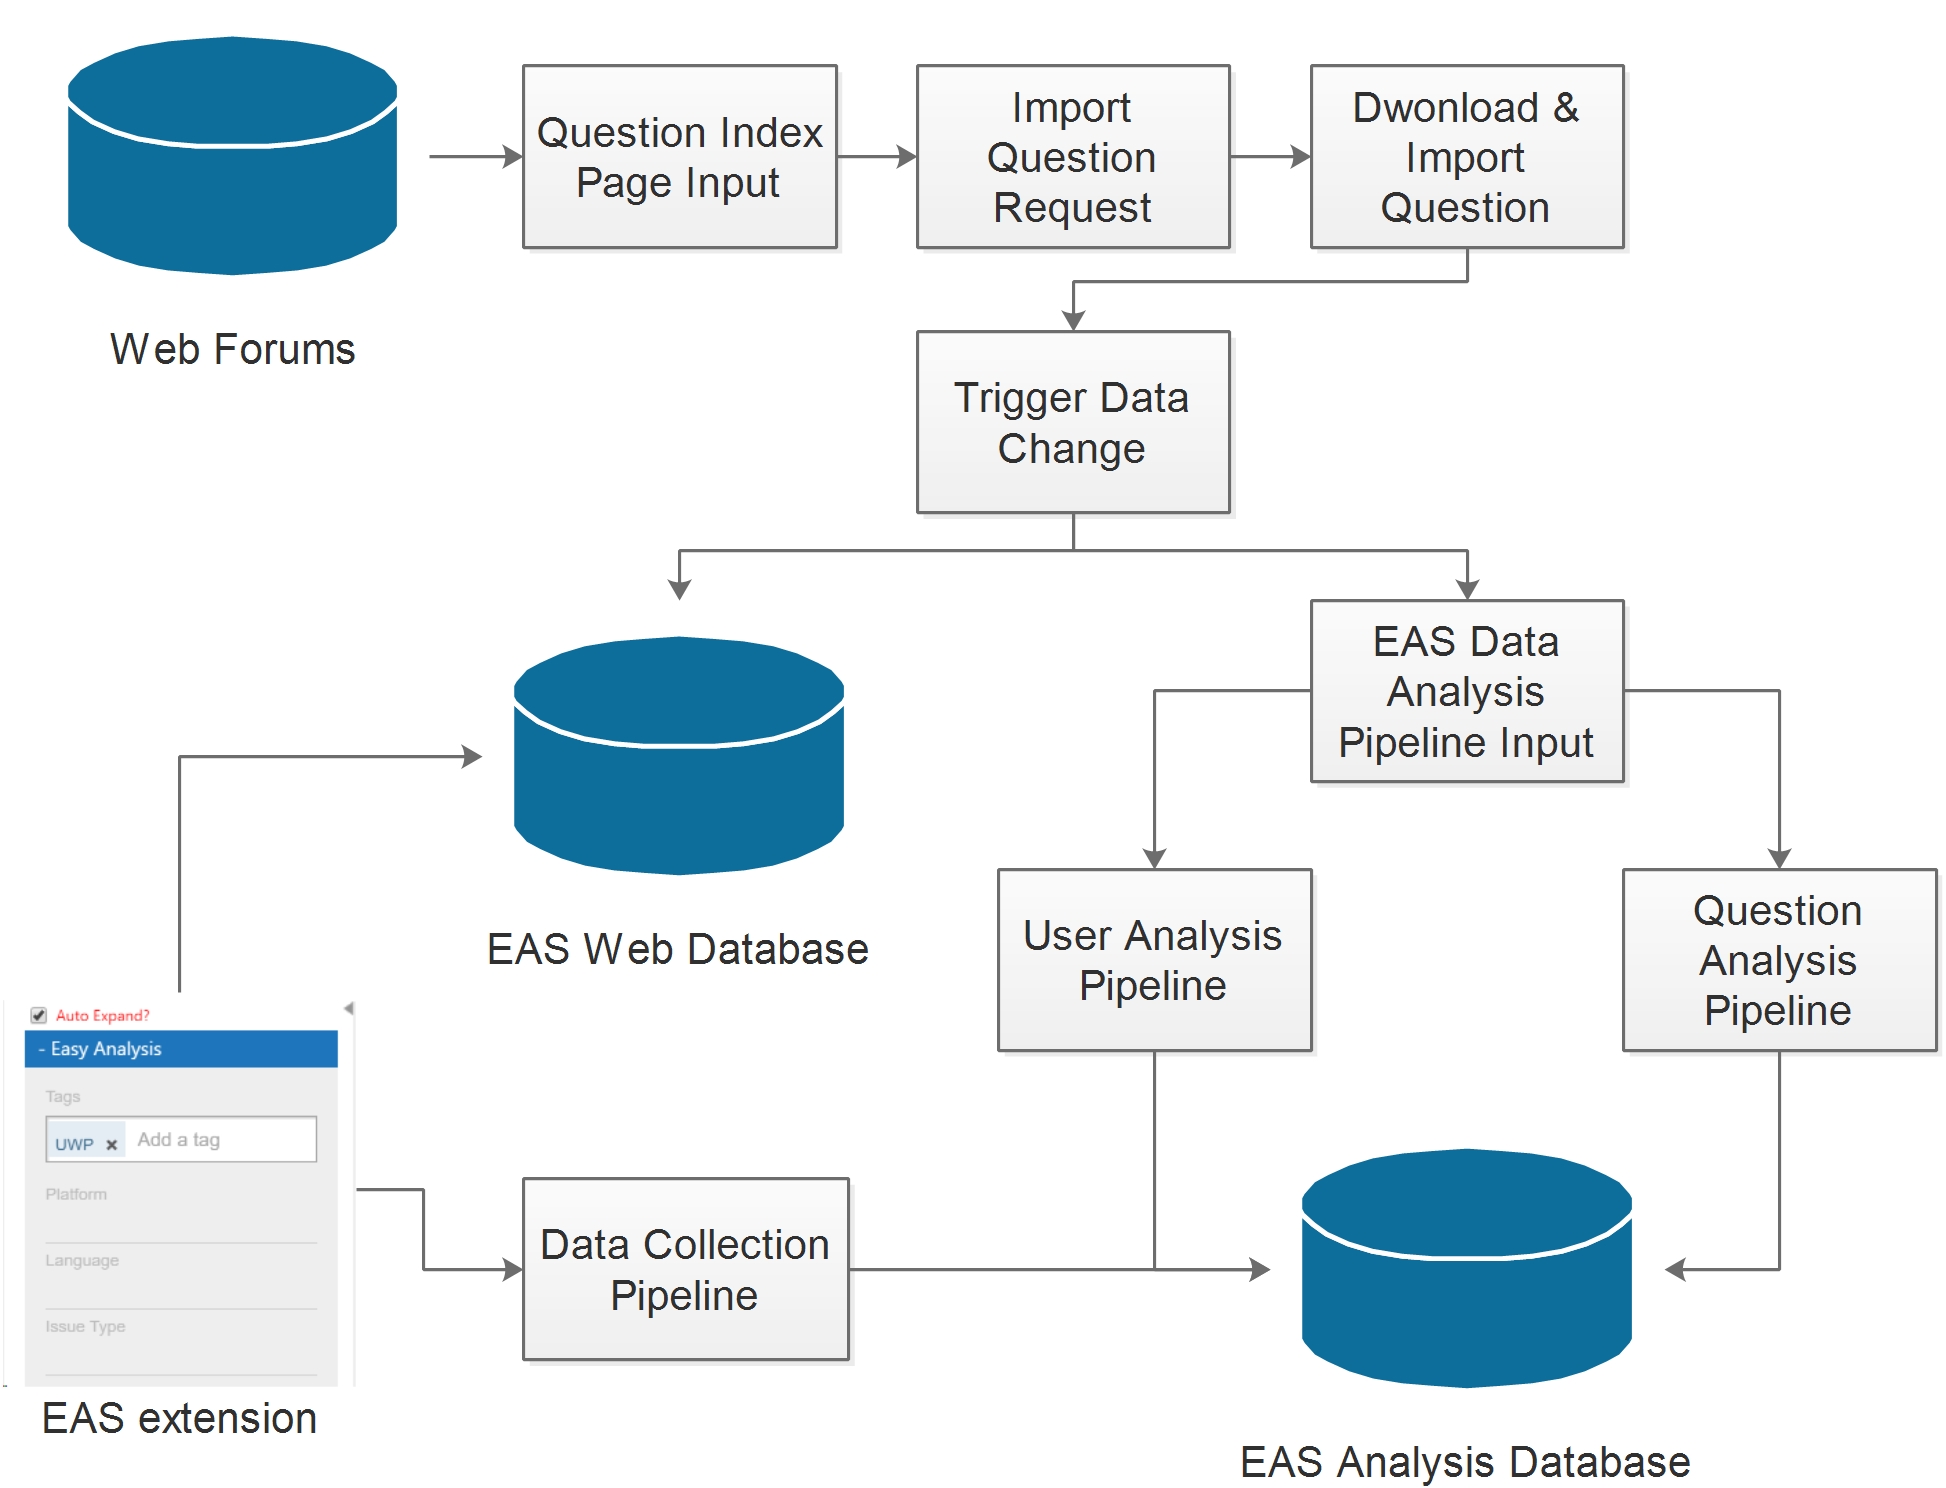 Question Index
Page Input
Import
Question
Request
Dwonload &
Import
Question
Web Forums
Trigger Data
Change
EAS Data
Analysis
Pipeline Input
EAS Web Database
User Analysis
Pipeline
Question
Analysis
Pipeline
Auto Expand?
- Easy Analysis
Tags
UWP × Add a tag
Platform
Language
Issue Type
Data Collection
Pipeline
EAS extension
EAS Analysis Database